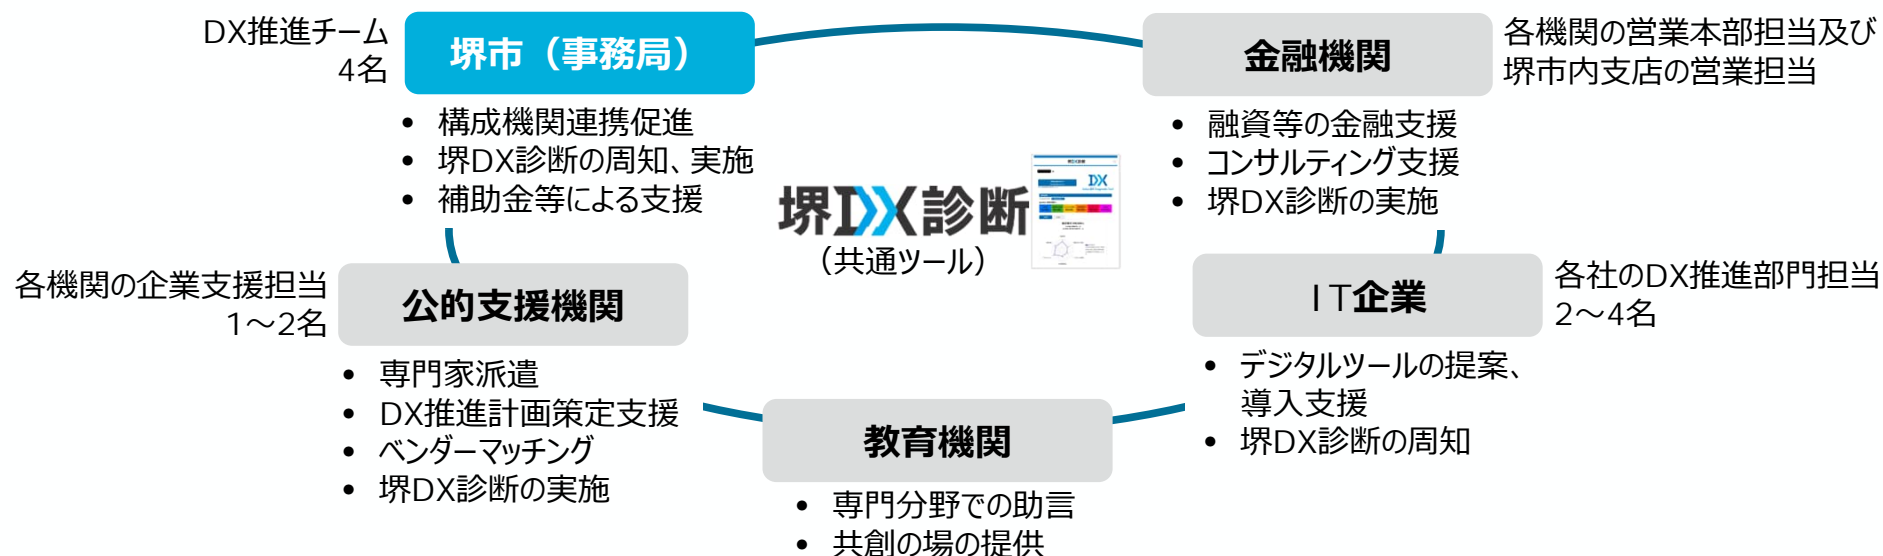 DX推進チーム
4名
堺市（事務局）
• 構成機関連携促進
• 堺DX診断の周知、実施
• 補助金等による支援
金融機関
各機関の営業本部担当及び
堺市内支店の営業担当
• 融資等の金融支援
• コンサルティング支援
• 堺DX診断の実施
堺DX診断
（共通ツール）
堺DX診断
DX
各機関の企業支援担当
1～2名
公的支援機関
• 専門家派遣
• DX推進計画策定支援
• ベンダーマッチング
• 堺DX診断の実施
IT企業
各社のDX推進部門担当
2～4名
• デジタルツールの提案、
導入支援
• 堺DX診断の周知
教育機関
• 専門分野での助言
• 共創の場の提供